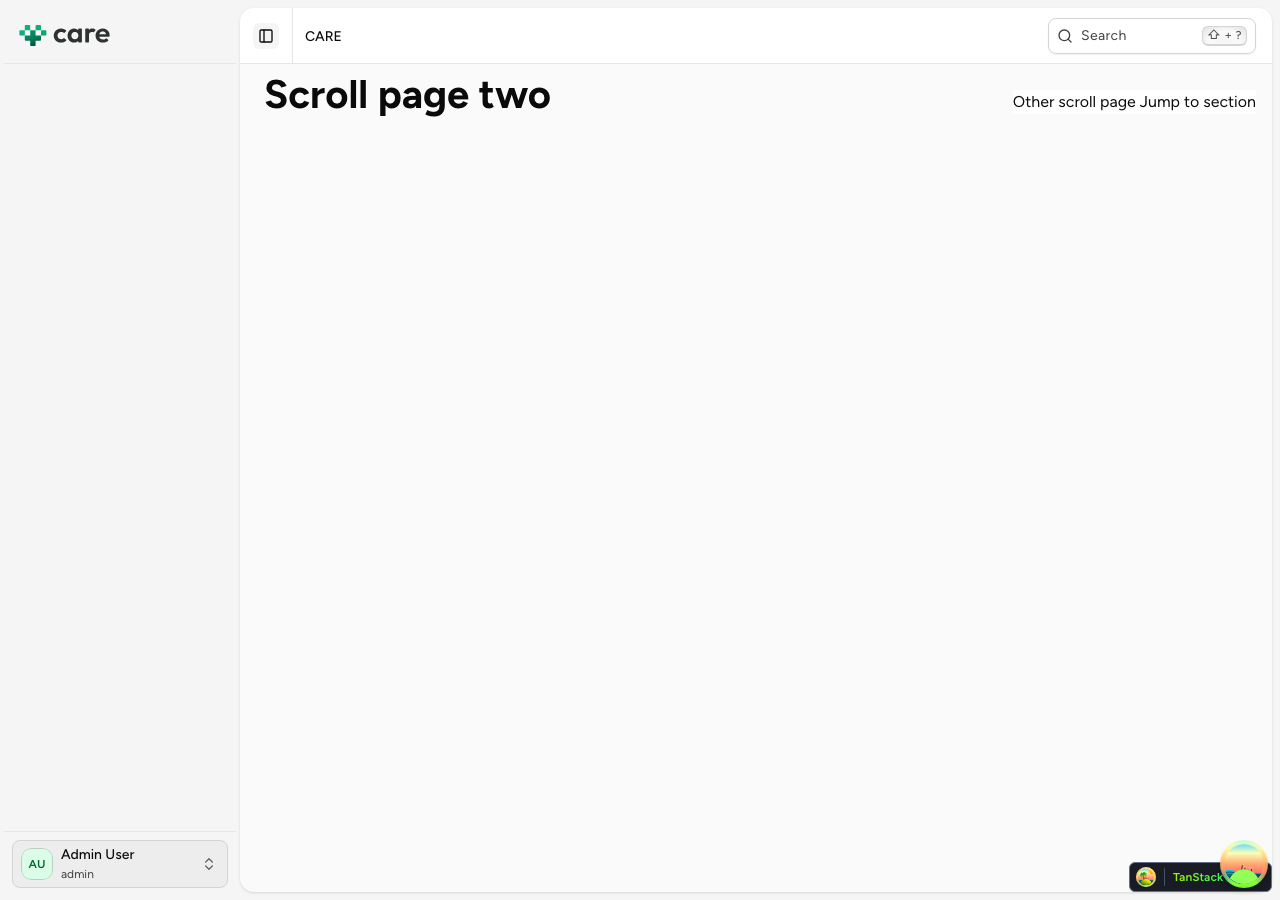 care
CARE
Search
+ ?
Scroll page two
Other scroll page Jump to section
AU
Admin User
admin
TanStack